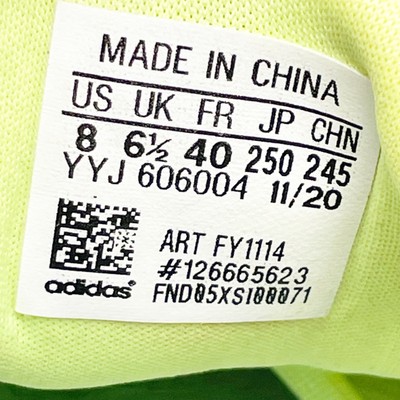 MADE IN CHINA
US UK FR JP CHN
8 6½ 40 250 245
YYJ 606004 11/20
ART FY1114
#126665623
adidas® FND05XSI00071